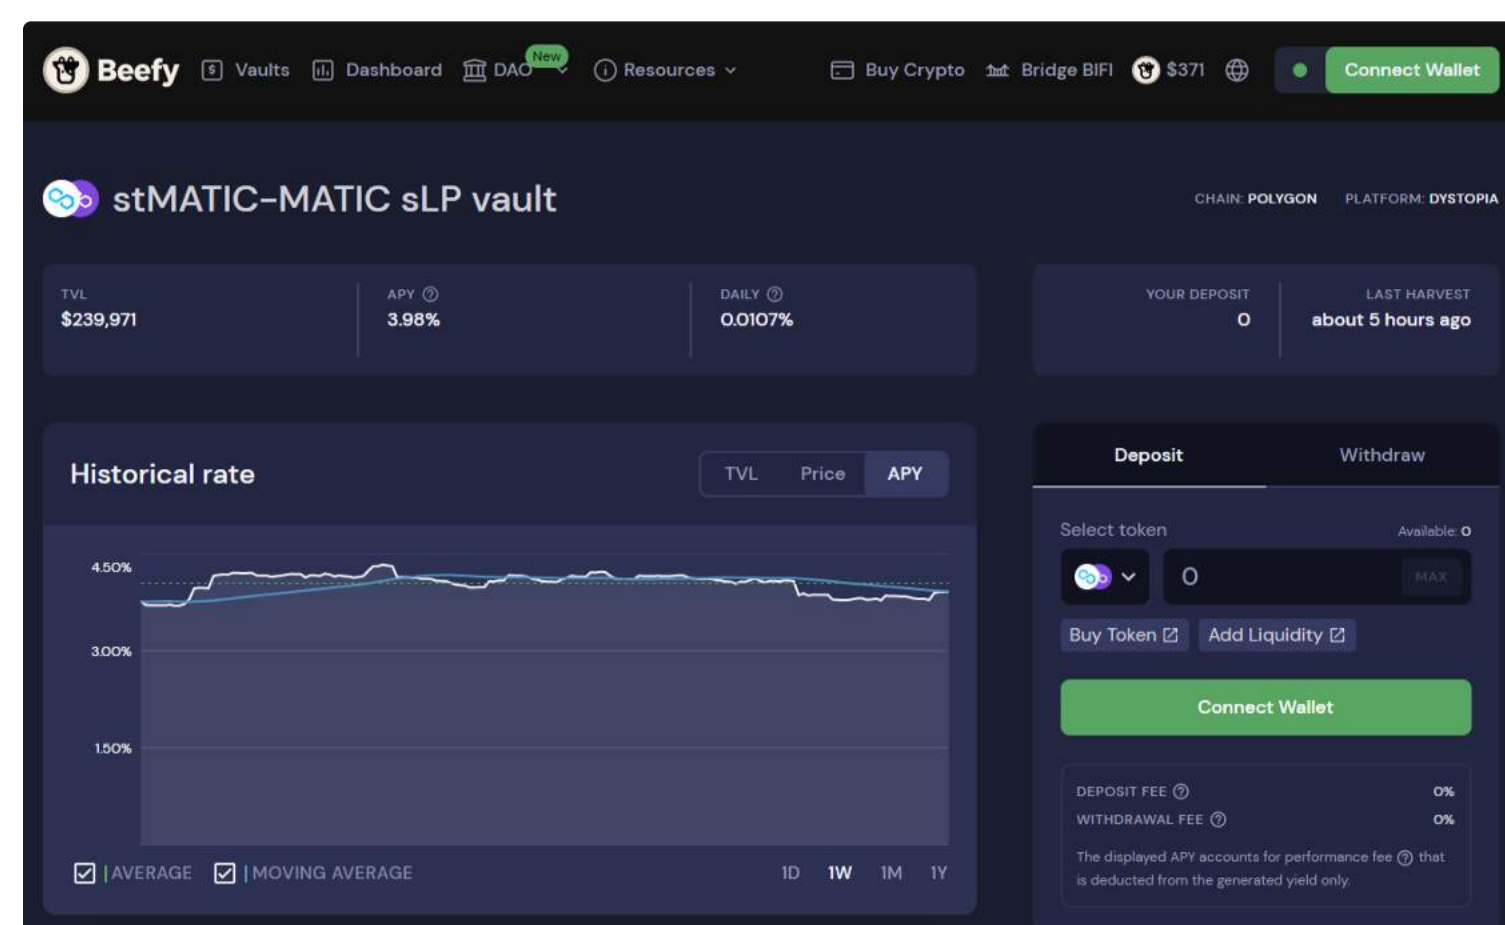 Beefy Vaults Dashboard DAO New Resources Buy Crypto Bridge BIFI $371 Connect Wallet
stMATIC-MATIC sLP vault
CHAIN: POLYGON PLATFORM: DYSTOPIA
TVL
$239,971
APY
3.98%
DAILY
0.0107%
YOUR DEPOSIT
0
LAST HARVEST
about 5 hours ago
Historical rate
TVL Price APY
4.50%
3.00%
1.50%
AVERAGE MOVING AVERAGE
1D 1W 1M 1Y
Deposit Withdraw
Select token Available: 0
0 MAX
Buy Token Add Liquidity
Connect Wallet
DEPOSIT FEE 0%
WITHDRAWAL FEE 0%
The displayed APY accounts for performance fee that
is deducted from the generated yield only.